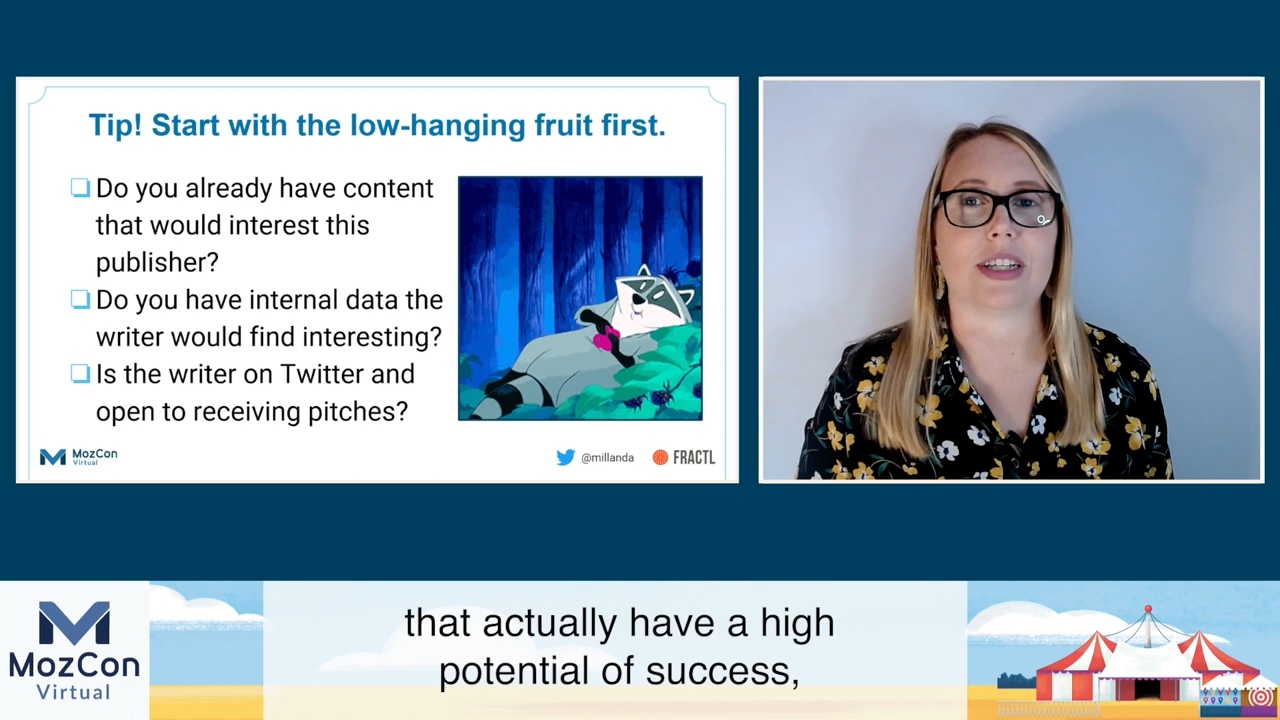 Tip! Start with the low-hanging fruit first.
Do you already have content
that would interest this
publisher?
Do you have internal data the
writer would find interesting?
Is the writer on Twitter and
open to receiving pitches?
MozCon
Virtual
@millanda
FRACTL
MozCon
Virtual
that actually have a high
potential of success,